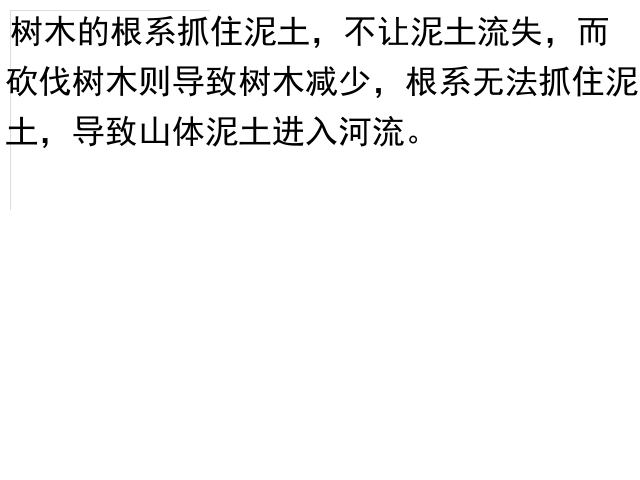 树木的根系抓住泥土，不让泥土流失，而
砍伐树木则导致树木减少，根系无法抓住泥
土，导致山体泥土进入河流。